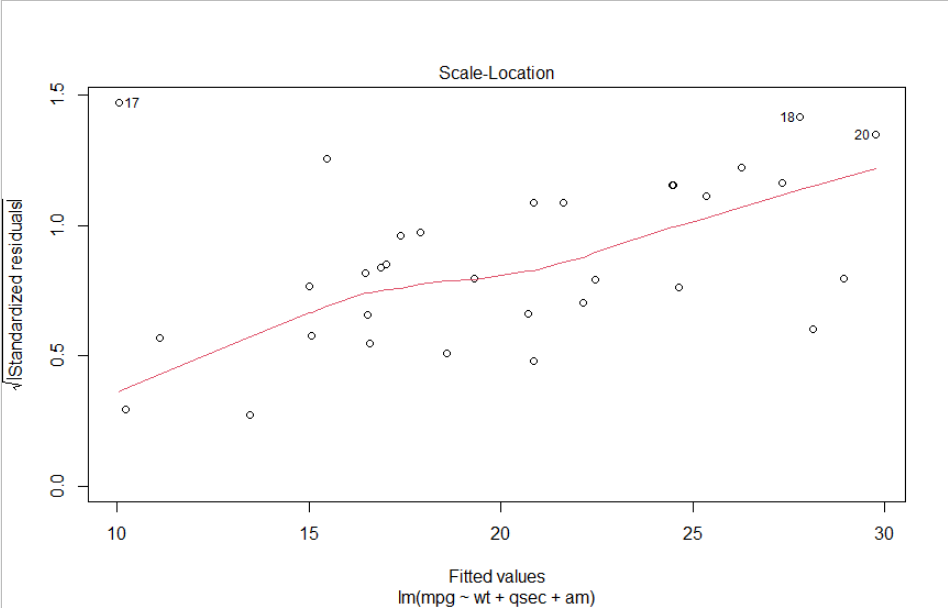 Scale-Location
√|Standardized residuals|
1.5
1.0
0.5
0.0
17
18
20
10 15 20 25 30
Fitted values
lm(mpg ~ wt + qsec + am)